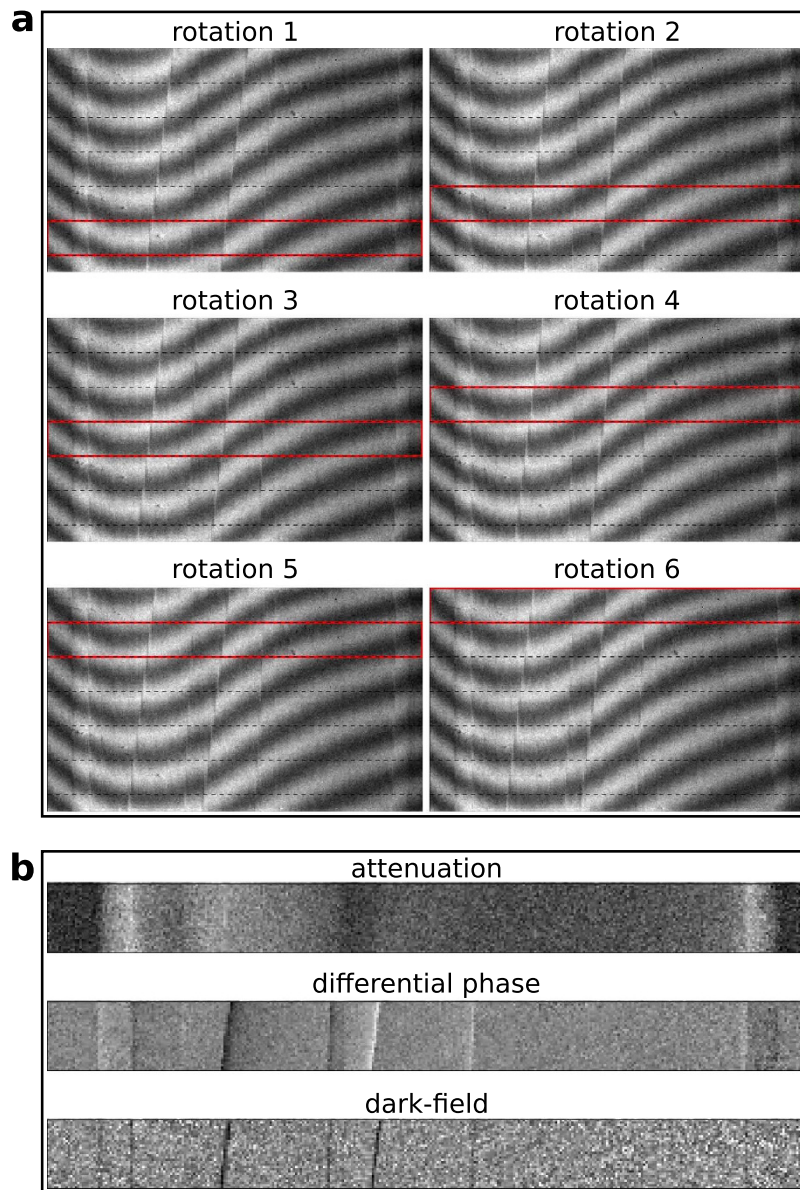 a
rotation 1
rotation 2
rotation 3
rotation 4
rotation 5
rotation 6
b
attenuation
differential phase
dark-field